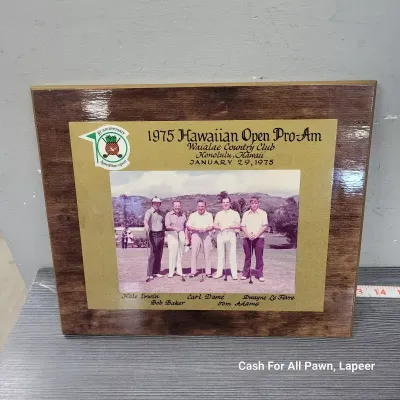 1975 Hawaiian Open Pro-Am
Waialae Country Club
Honolulu, Hawaii
JANUARY 29, 1975
Hale Irwin Carl Dame Dwayne Le Fevre
Bob Baker Tom Adams
Cash For All Pawn, Lapeer